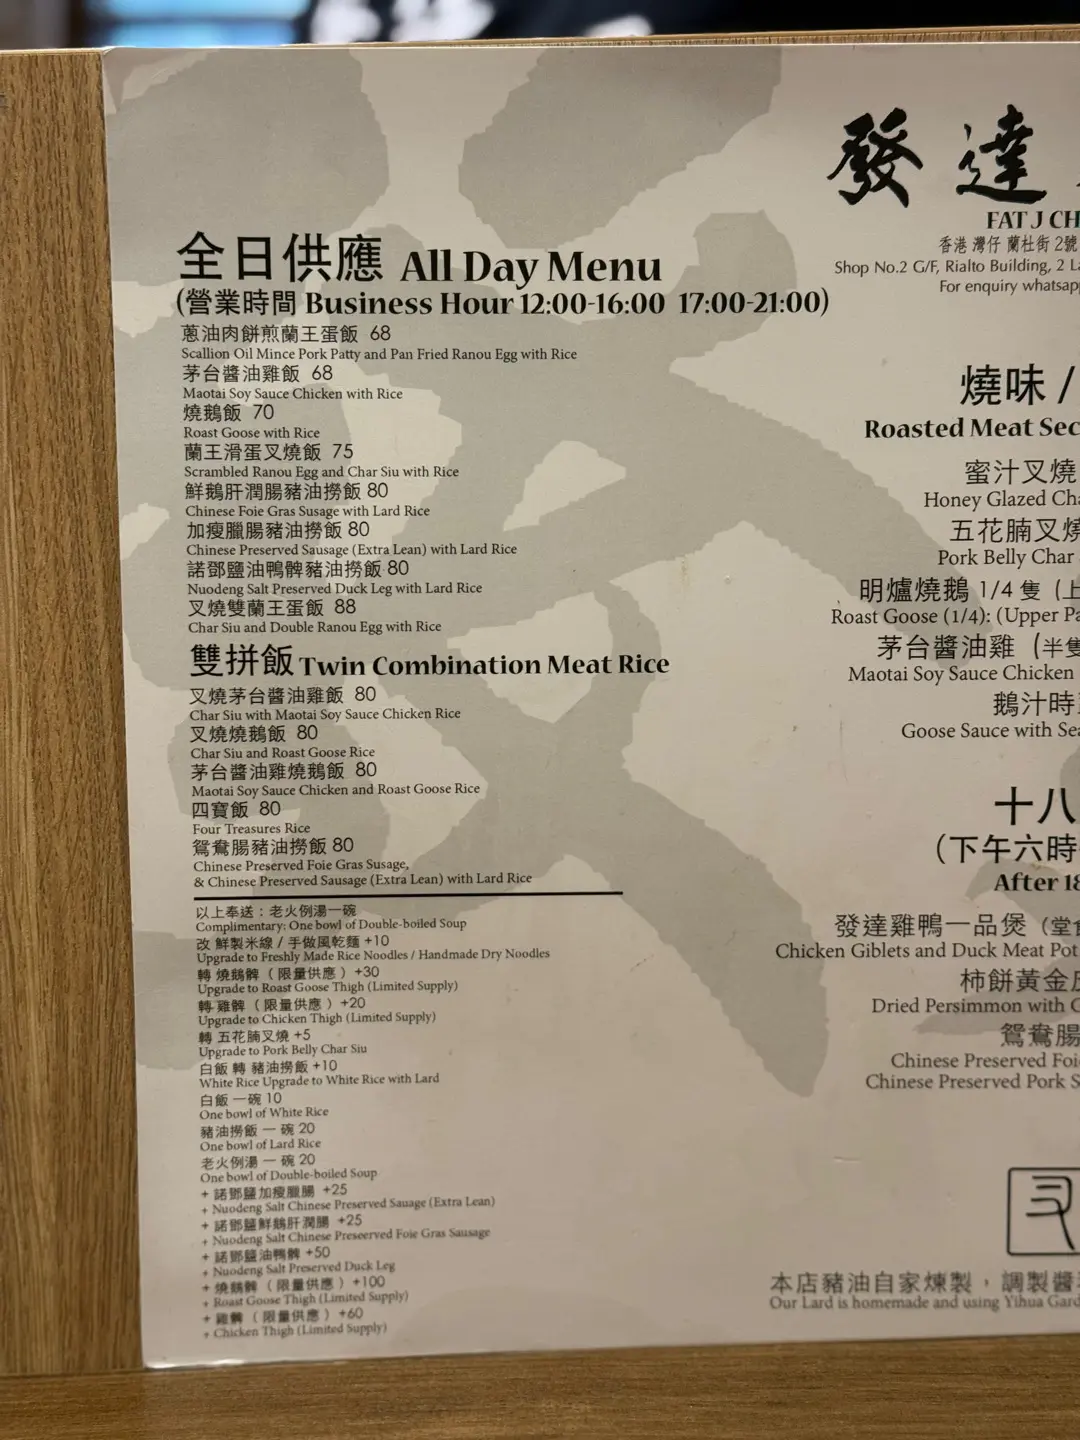 全日供應 All Day Menu
(營業時間 Business Hour 12:00-16:00 17:00-21:00)
蔥油肉餅煎蘭王蛋飯 68
Scallion Oil Mince Pork Patty and Pan Fried Ranou Egg with Rice
茅台醬油雞飯 68
Maotai Soy Sauce Chicken with Rice
燒鵝飯 70
Roast Goose with Rice
蘭王滑蛋叉燒飯 75
Scrambled Ranou Egg and Char Siu with Rice
鮮鵝肝潤腸豬油撈飯 80
Chinese Foie Gras Susage with Lard Rice
加瘦臘腸豬油撈飯 80
Chinese Preserved Sausage (Extra Lean) with Lard Rice
諾鄧鹽油鴨髀豬油撈飯 80
Nuodeng Salt Preserved Duck Leg with Lard Rice
叉燒雙蘭王蛋飯 88
Char Siu and Double Ranou Egg with Rice
雙拼飯 Twin Combination Meat Rice
叉燒茅台醬油雞飯 80
Char Siu with Maotai Soy Sauce Chicken Rice
叉燒燒鵝飯 80
Char Siu and Roast Goose Rice
茅台醬油雞燒鵝飯 80
Maotai Soy Sauce Chicken and Roast Goose Rice
四寶飯 80
Four Treasures Rice
鴛鴦腸豬油撈飯 80
Chinese Preserved Foie Gras Susage,
& Chinese Preserved Sausage (Extra Lean) with Lard Rice
以上奉送：老火例湯一碗
Complimentary: One bowl of Double-boiled Soup
改 鮮製米線 / 手做風乾麵 +10
Upgrade to Freshly Made Rice Noodles / Handmade Dry Noodles
轉 燒鵝髀（限量供應）+30
Upgrade to Roast Goose Thigh (Limited Supply)
轉 雞髀（限量供應）+20
Upgrade to Chicken Thigh (Limited Supply)
轉 五花腩叉燒 +5
Upgrade to Pork Belly Char Siu
白飯 轉 豬油撈飯 +10
White Rice Upgrade to White Rice with Lard
白飯 一碗 10
One bowl of White Rice
豬油撈飯 一 碗 20
One bowl of Lard Rice
老火例湯 一 碗 20
One bowl of Double-boiled Soup
+ 諾鄧鹽加瘦臘腸 +25
+ Nuodeng Salt Chinese Preserved Sauage (Extra Lean)
+ 諾鄧鹽鮮鵝肝潤腸 +25
+ Nuodeng Salt Chinese Preseerved Foie Gras Sausage
+ 諾鄧鹽油鴨髀 +50
+ Nuodeng Salt Preserved Duck Leg
+ 燒鵝髀（限量供應）+100
+ Roast Goose Thigh (Limited Supply)
+ 雞髀（限量供應）+60
+ Chicken Thigh (Limited Supply)
發達
FAT J CH
香港 灣仔 蘭杜街 2號
Shop No.2 G/F, Rialto Building, 2 La
For enquiry whatsapp
燒味 /
Roasted Meat Sec
蜜汁叉燒
Honey Glazed Cha
五花腩叉燒
Pork Belly Char
明爐燒鵝 1/4 隻 (上
Roast Goose (1/4): (Upper Pa
茅台醬油雞 (半隻
Maotai Soy Sauce Chicken
鵝汁時
Goose Sauce with Sea
十八
(下午六時
After 18
發達雞鴨一品煲 (堂食
Chicken Giblets and Duck Meat Pot
柿餅黃金皮
Dried Persimmon with
鴛鴦腸
Chinese Preserved Foi
Chinese Preserved Pork S
本店豬油自家煉製，調製醬
Our Lard is homemade and using Yihua Gard